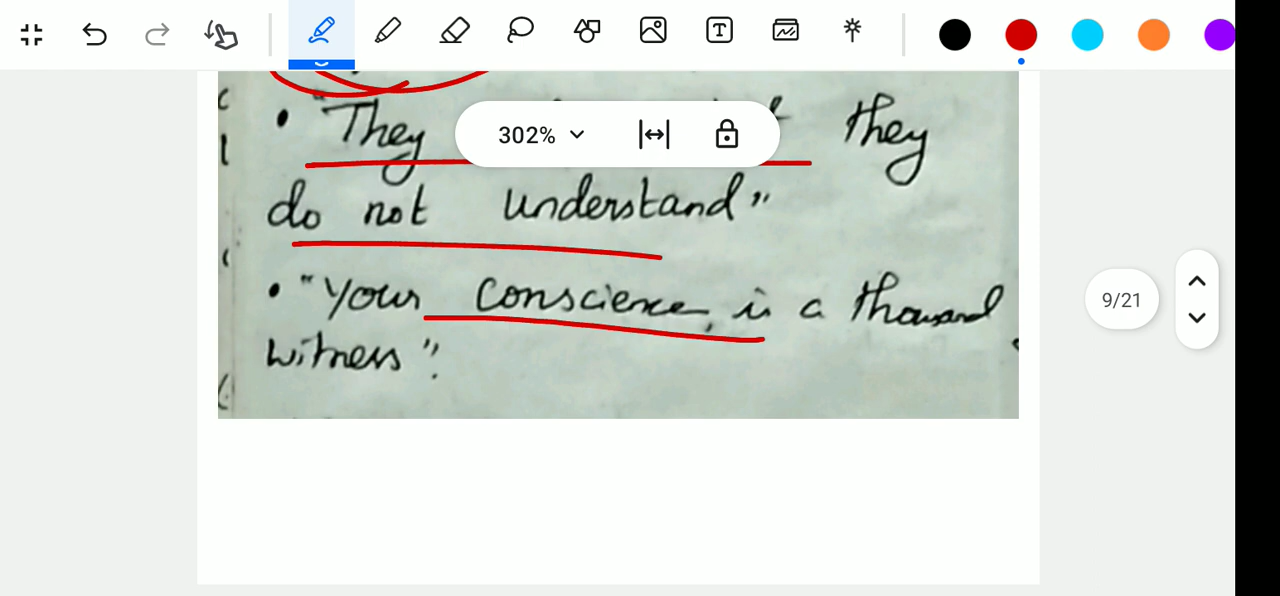 302%
• "They they
do not understand"
9/21
• "Your conscience, is a thousand
witness".